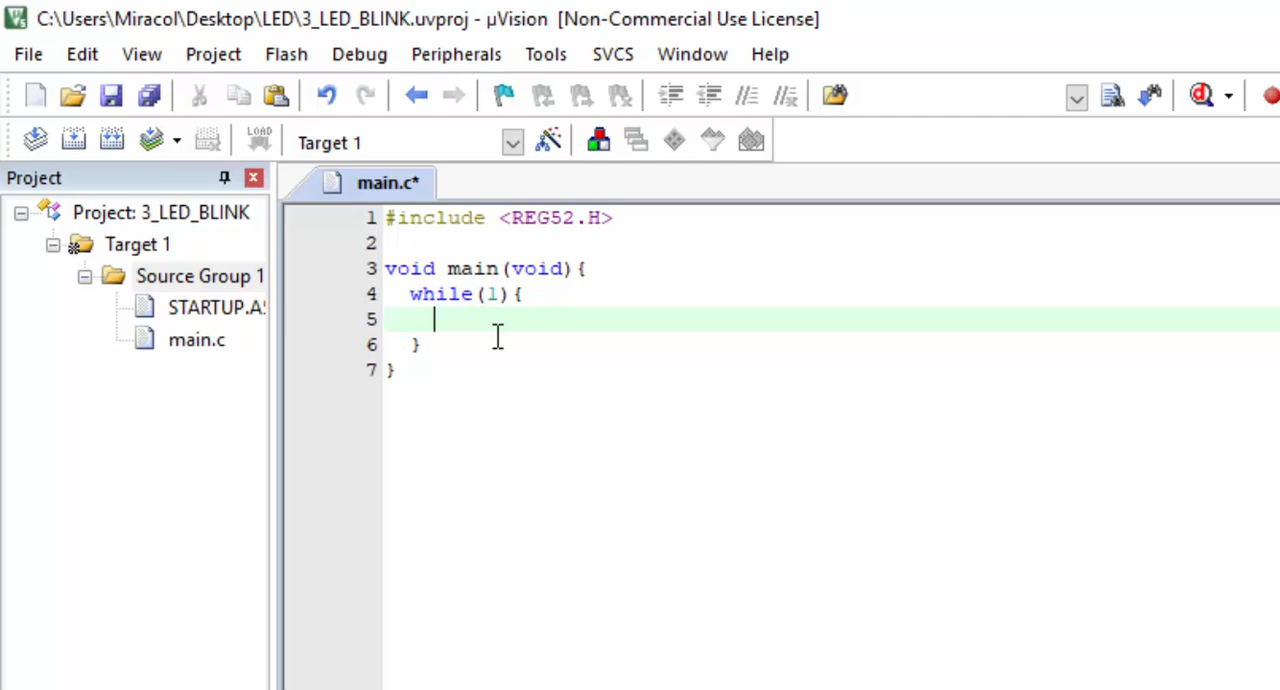 C:\Users\Miracol\Desktop\LED\3_LED_BLINK.uvproj - µVision [Non-Commercial Use License]
File Edit View Project Flash Debug Peripherals Tools SVCS Window Help
LOAD
Target 1
Project
main.c*
Project: 3_LED_BLINK
Target 1
Source Group 1
STARTUP.A5
main.c
1 #include <REG52.H>
2
3 void main(void){
4 while(1){
5
6 }
7 }